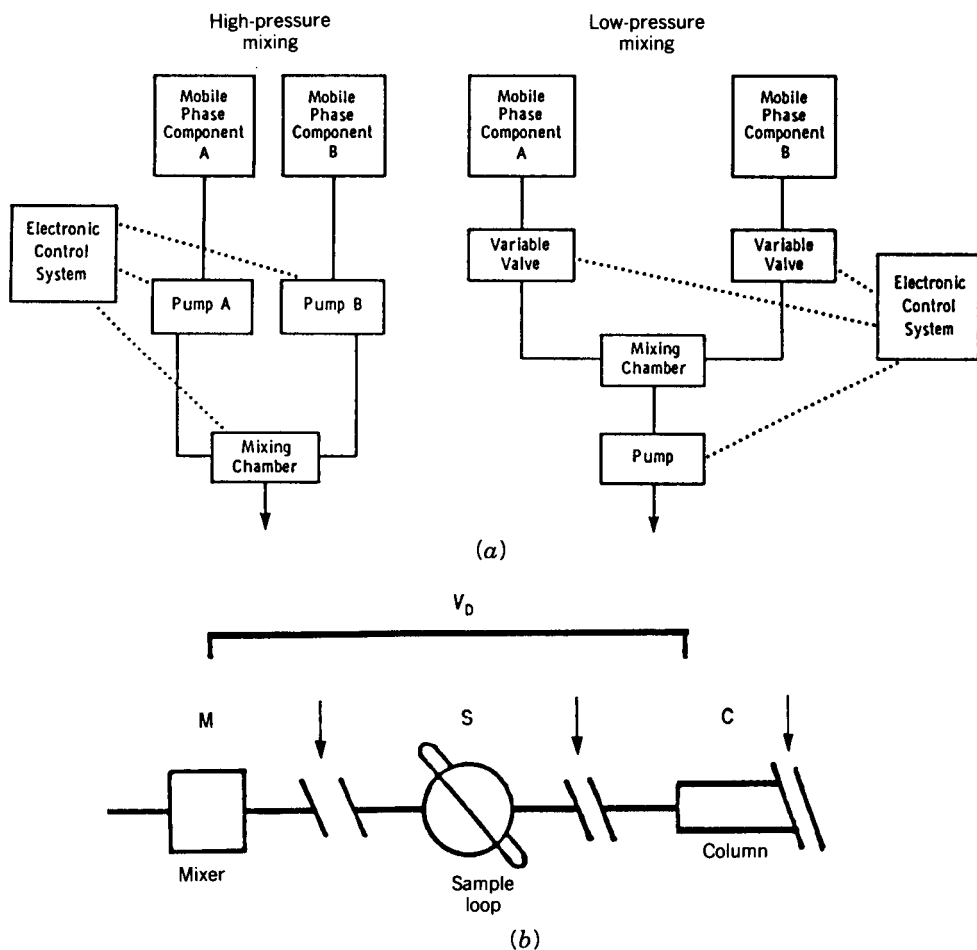 High-pressure
mixing
Low-pressure
mixing
Mobile
Phase
Component
A
Mobile
Phase
Component
B
Mobile
Phase
Component
A
Mobile
Phase
Component
B
Electronic
Control
System
Pump A
Pump B
Mixing
Chamber
Variable
Valve
Variable
Valve
Electronic
Control
System
Mixing
Chamber
Pump
(a)
V_D
M
S
C
Mixer
Sample
loop
Column
(b)